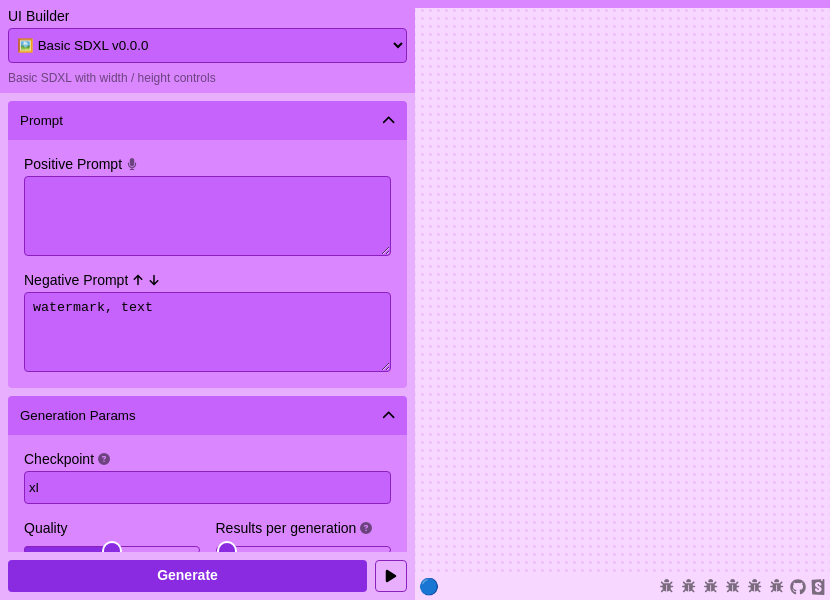 UI Builder
🖼️ Basic SDXL v0.0.0
Basic SDXL with width / height controls
Prompt
Positive Prompt
Negative Prompt ↑ ↓
watermark, text
Generation Params
Checkpoint ?
xl
Quality
Results per generation ?
Generate
S